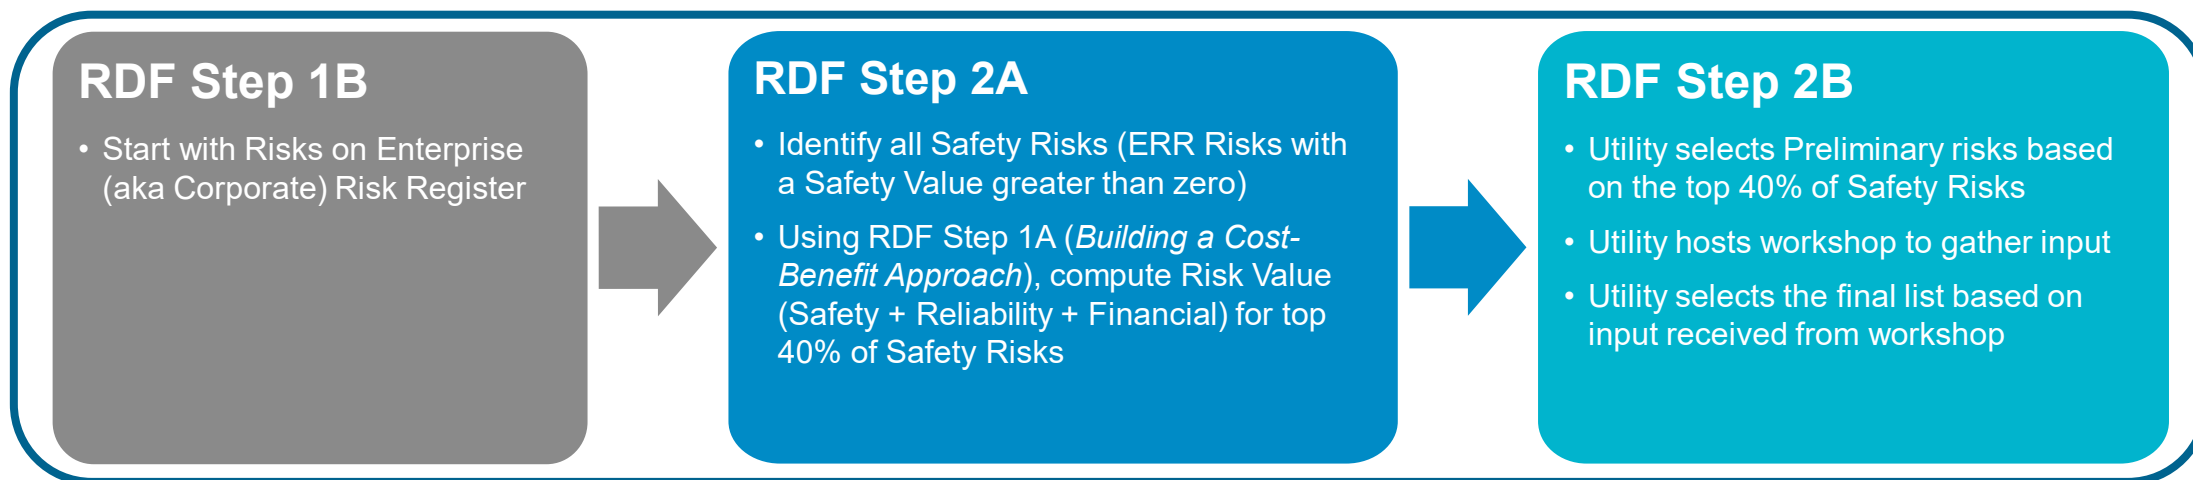 RDF Step 1B
• Start with Risks on Enterprise
(aka Corporate) Risk Register
RDF Step 2A
• Identify all Safety Risks (ERR Risks with
a Safety Value greater than zero)
• Using RDF Step 1A (Building a Cost-
Benefit Approach), compute Risk Value
(Safety + Reliability + Financial) for top
40% of Safety Risks
RDF Step 2B
• Utility selects Preliminary risks based
on the top 40% of Safety Risks
• Utility hosts workshop to gather input
• Utility selects the final list based on
input received from workshop